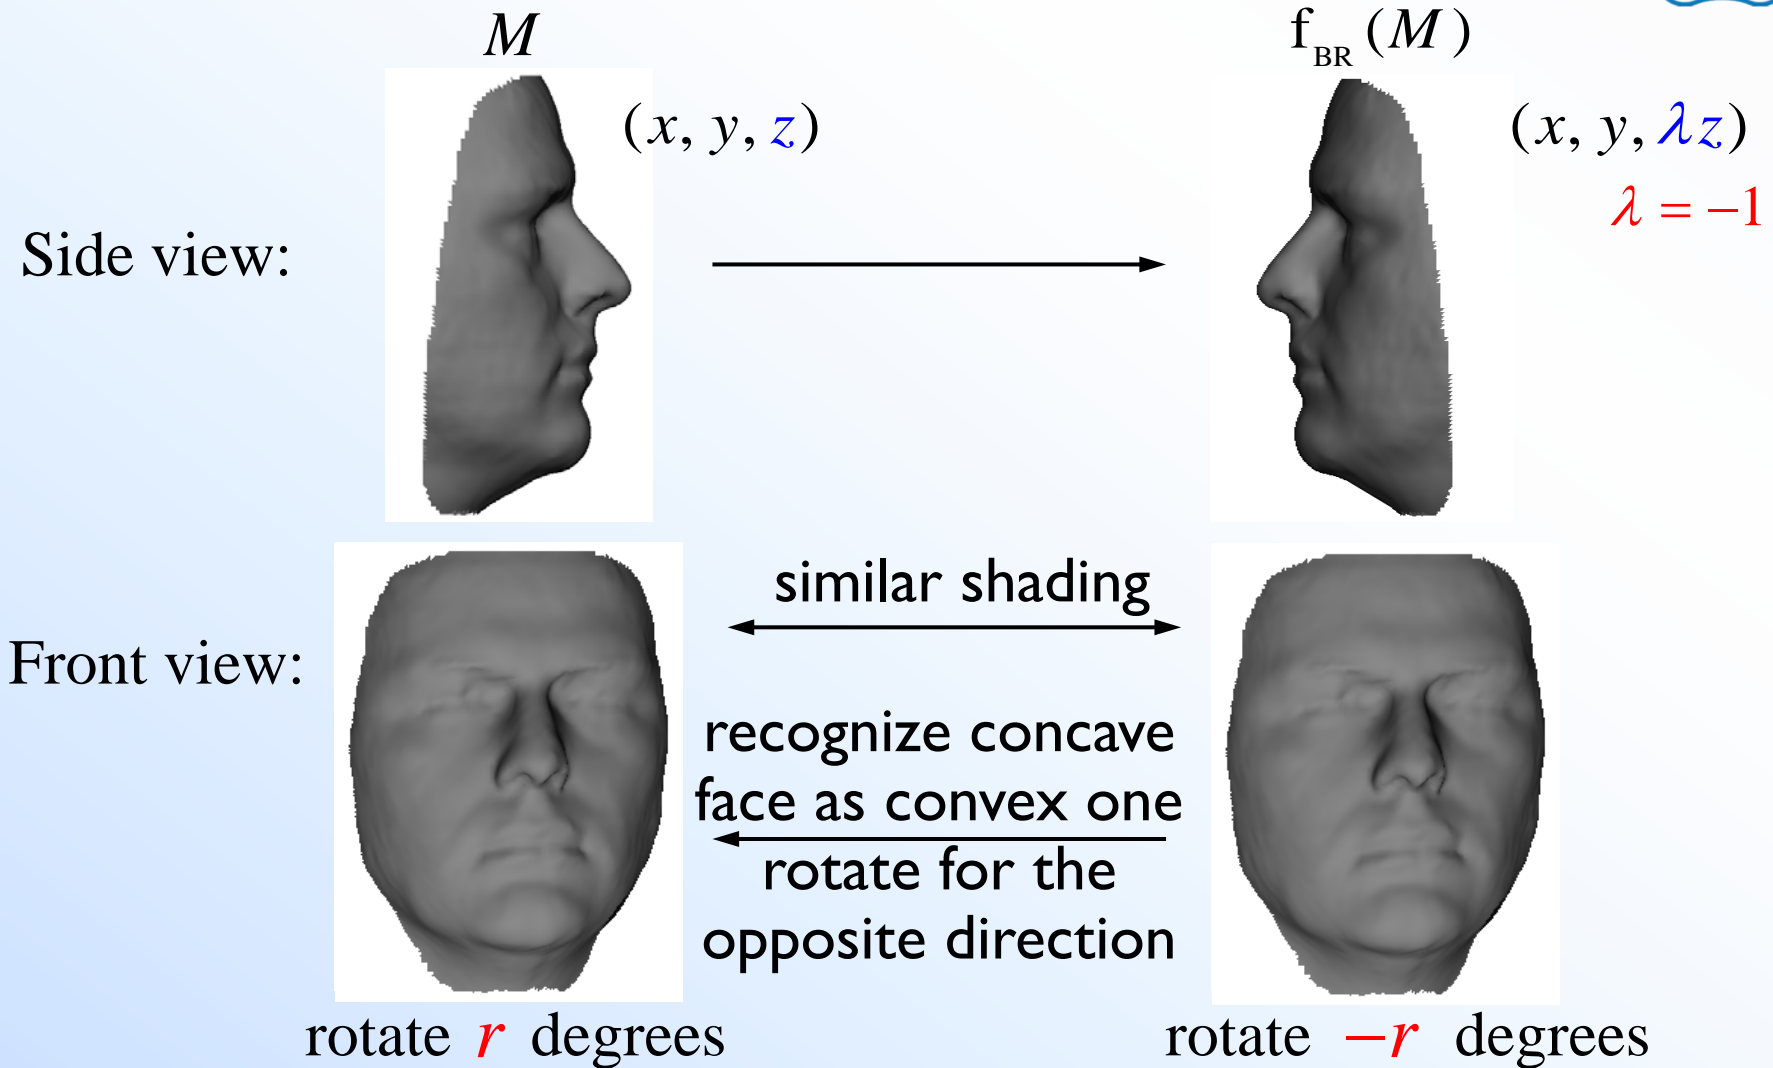 M
f_BR (M)
(x, y, z)
(x, y, λz)
λ = −1
Side view:
similar shading
Front view:
recognize concave
face as convex one
rotate for the
opposite direction
rotate r degrees
rotate −r degrees